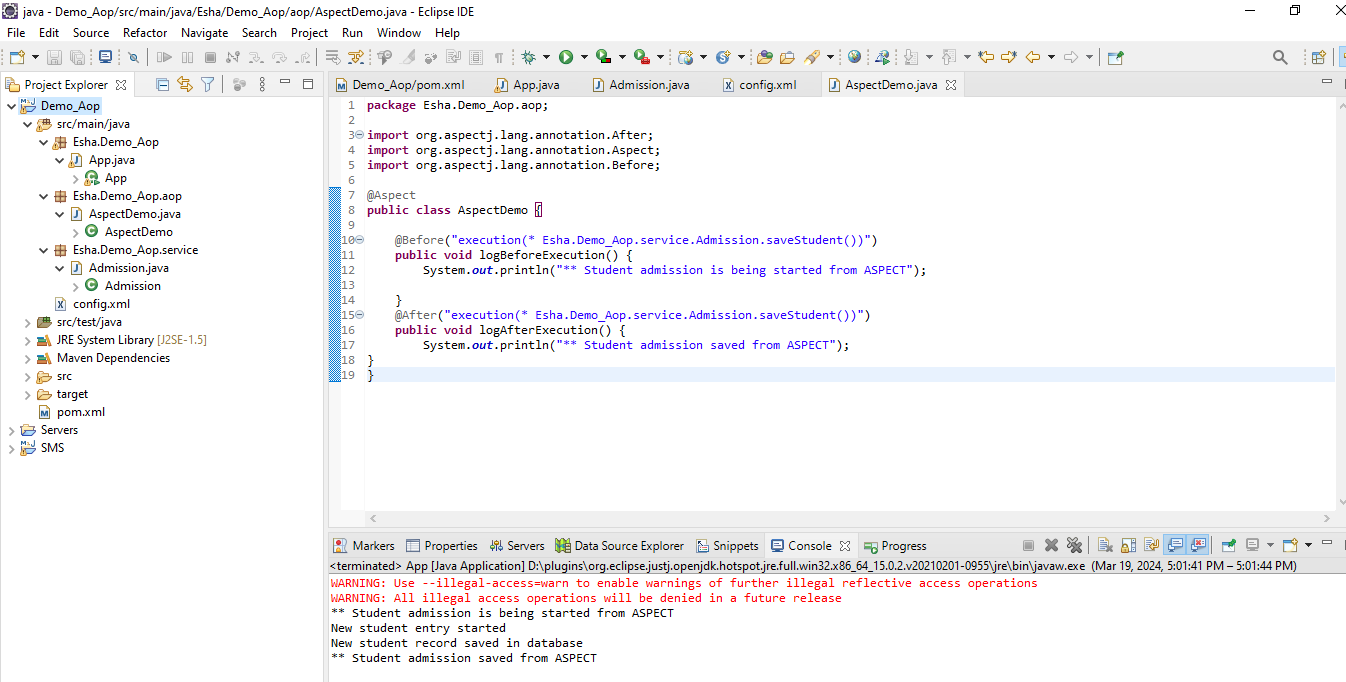 java - Demo_Aop/src/main/java/Esha/Demo_Aop/aop/AspectDemo.java - Eclipse IDE
File Edit Source Refactor Navigate Search Project Run Window Help
Project Explorer
Demo_Aop
src/main/java
Esha.Demo_Aop
App.java
App
Esha.Demo_Aop.aop
AspectDemo.java
AspectDemo
Esha.Demo_Aop.service
Admission.java
Admission
config.xml
src/test/java
JRE System Library [J2SE-1.5]
Maven Dependencies
src
target
pom.xml
Servers
SMS
Demo_Aop/pom.xml App.java Admission.java config.xml AspectDemo.java
1 package Esha.Demo_Aop.aop;
2
3 import org.aspectj.lang.annotation.After;
4 import org.aspectj.lang.annotation.Aspect;
5 import org.aspectj.lang.annotation.Before;
6
7 @Aspect
8 public class AspectDemo {
9
10 @Before("execution(* Esha.Demo_Aop.service.Admission.saveStudent())")
11 public void logBeforeExecution() {
12 System.out.println("** Student admission is being started from ASPECT");
13
14 }
15 @After("execution(* Esha.Demo_Aop.service.Admission.saveStudent())")
16 public void logAfterExecution() {
17 System.out.println("** Student admission saved from ASPECT");
18 }
19 }
Markers Properties Servers Data Source Explorer Snippets Console Progress
<terminated> App [Java Application] D:\plugins\org.eclipse.justj.openjdk.hotspot.jre.full.win32.x86_64_15.0.2.v20210201-0955\jre\bin\javaw.exe (Mar 19, 2024, 5:01:41 PM – 5:01:44 PM)
WARNING: Use --illegal-access=warn to enable warnings of further illegal reflective access operations
WARNING: All illegal access operations will be denied in a future release
** Student admission is being started from ASPECT
New student entry started
New student record saved in database
** Student admission saved from ASPECT